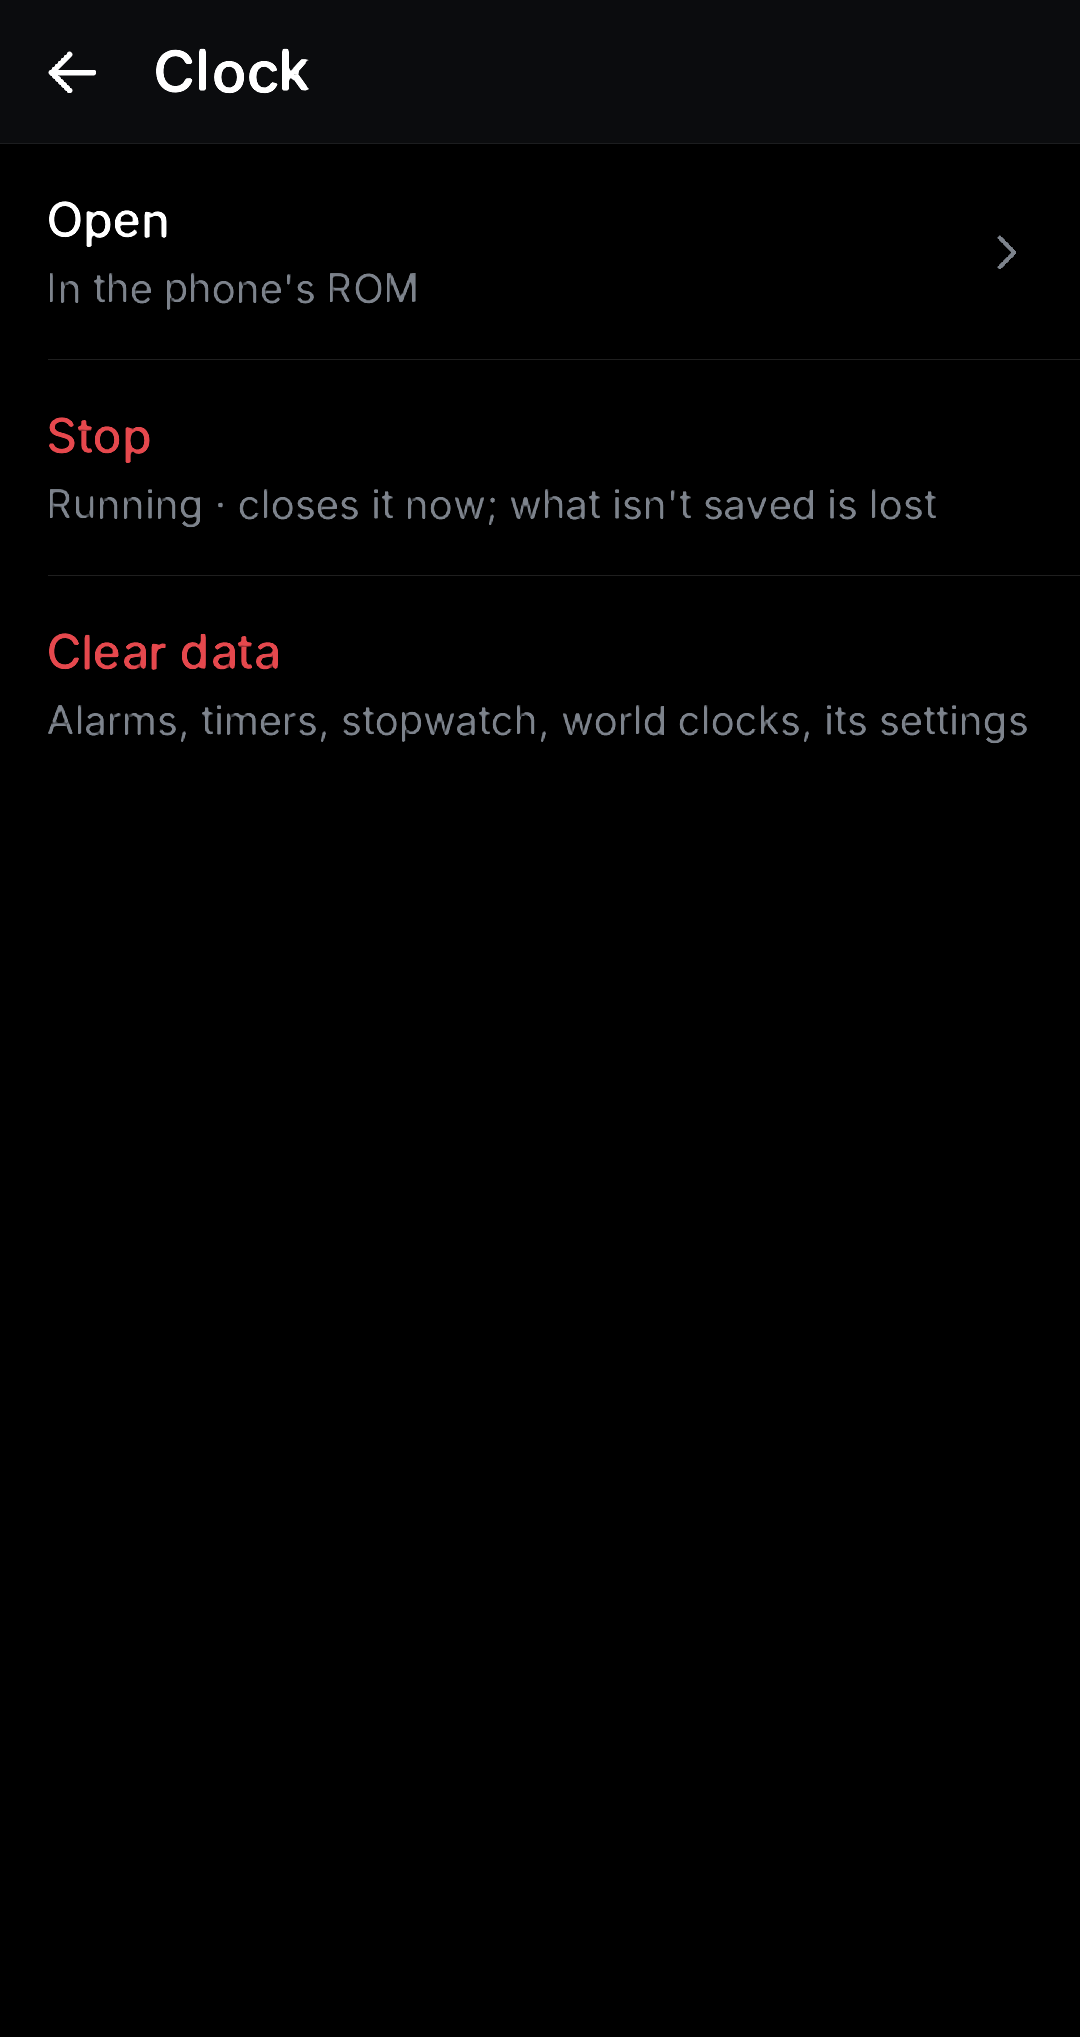 Clock
Open
In the phone's ROM
Stop
Running · closes it now; what isn't saved is lost
Clear data
Alarms, timers, stopwatch, world clocks, its settings